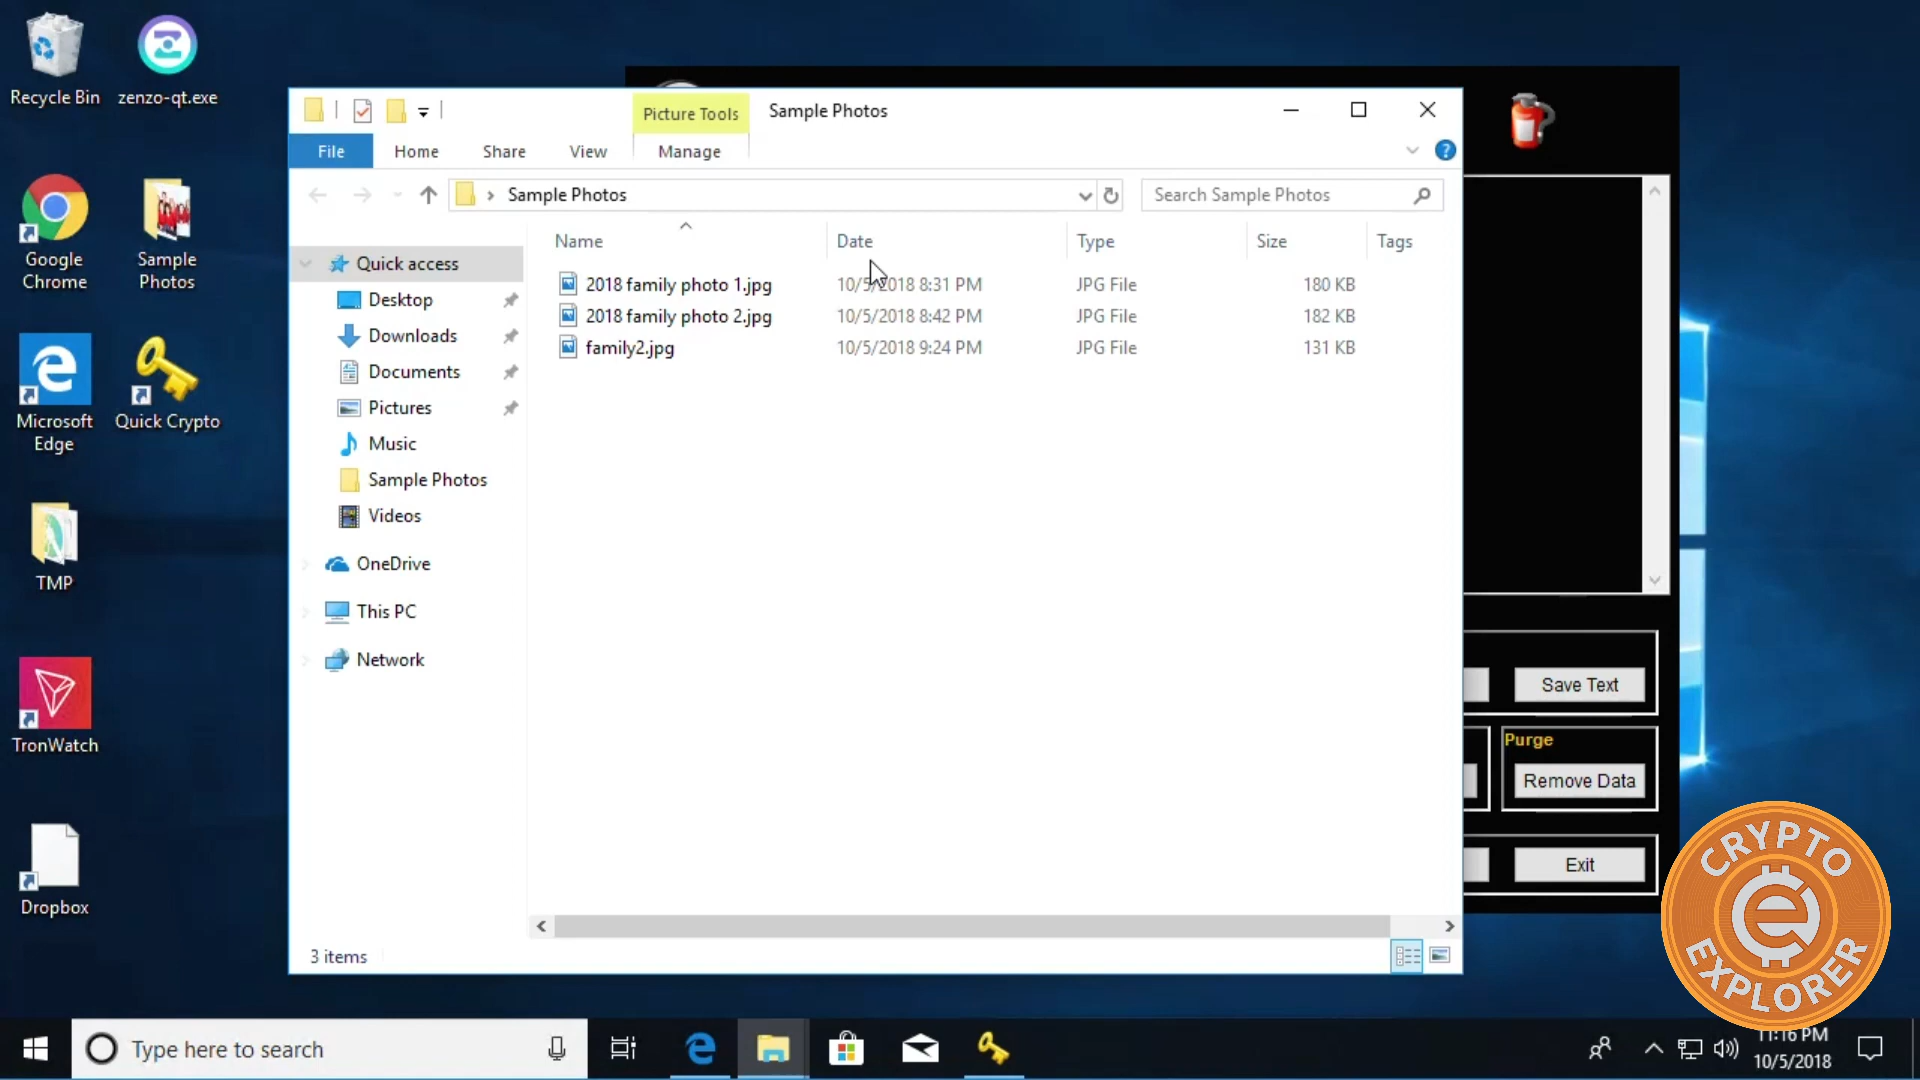 Recycle Bin
zenzo-qt.exe
Google Chrome
Sample Photos
Microsoft Edge
Quick Crypto
TMP
TronWatch
Dropbox
Picture Tools
Sample Photos
File
Home
Share
View
Manage
?
Sample Photos
Search Sample Photos
Name
Date
Type
Size
Tags
Quick access
Desktop
Downloads
Documents
Pictures
Music
Sample Photos
Videos
OneDrive
This PC
Network
2018 family photo 1.jpg 10/5/2018 8:31 PM JPG File 180 KB
2018 family photo 2.jpg 10/5/2018 8:42 PM JPG File 182 KB
family2.jpg 10/5/2018 9:24 PM JPG File 131 KB
3 items
Save Text
Purge
Remove Data
Exit
CRYPTO
EXPLORER
Type here to search
11:16 PM
10/5/2018